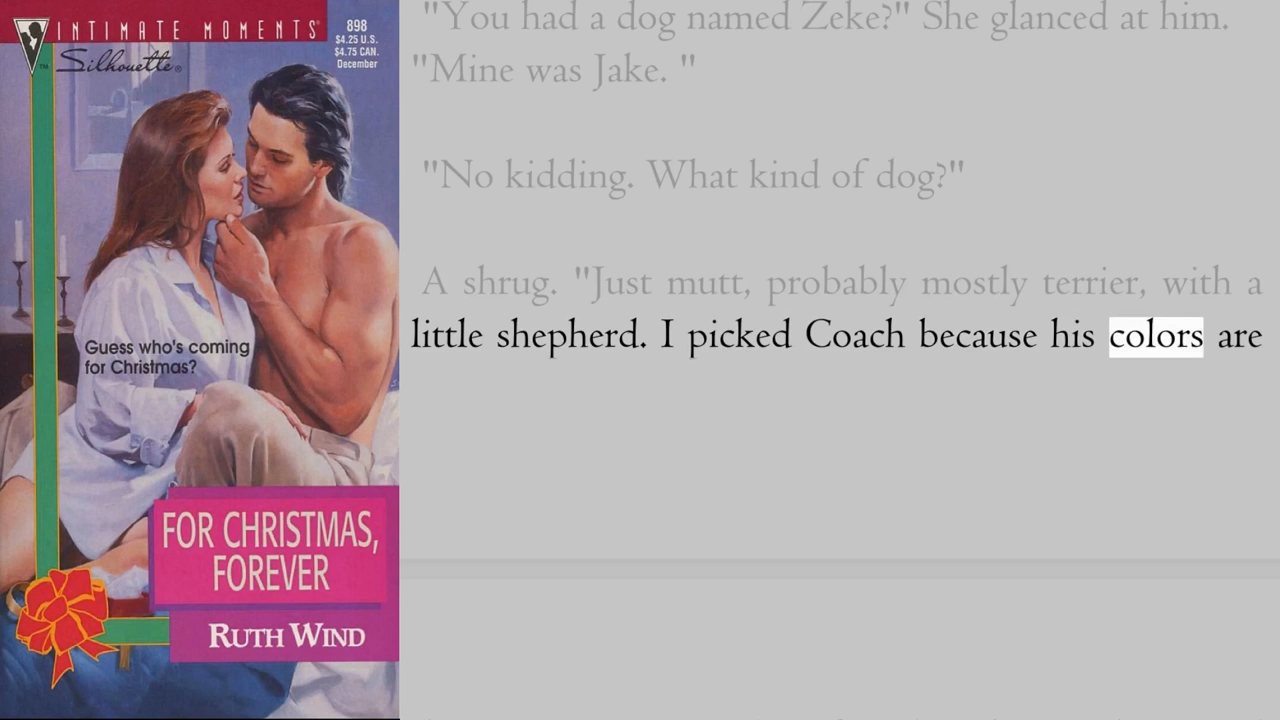 INTIMATE MOMENTS®
Silhouette®
TM
898
$4.25 U.S.
$4.75 CAN.
December
Guess who's coming
for Christmas?
FOR CHRISTMAS,
FOREVER
RUTH WIND
"You had a dog named Zeke?" She glanced at him.
"Mine was Jake. "
"No kidding. What kind of dog?"
A shrug. "Just mutt, probably mostly terrier, with a
little shepherd. I picked Coach because his colors are